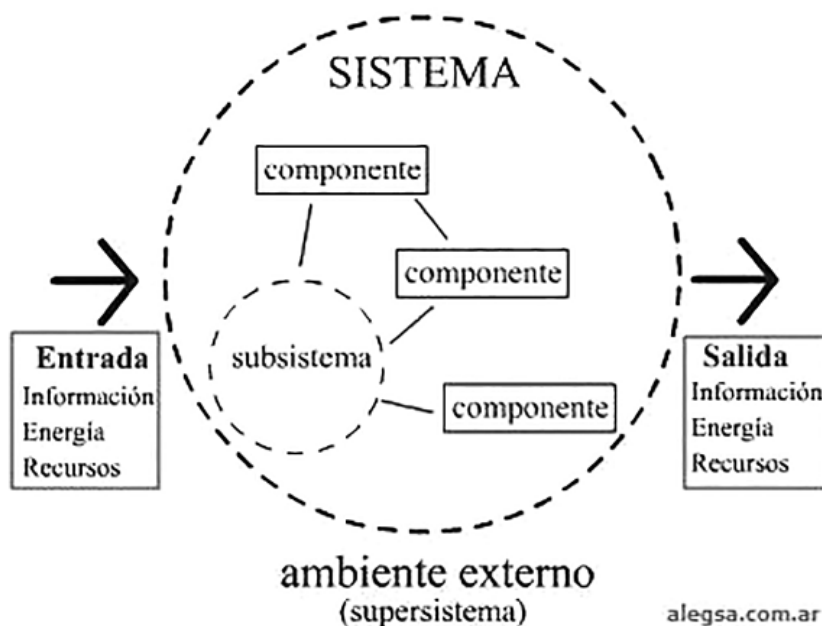 SISTEMA
componente
componente
subsistema
componente
Entrada
Información
Energía
Recursos
Salida
Información
Energía
Recursos
ambiente externo
(supersistema)
alegsa.com.ar